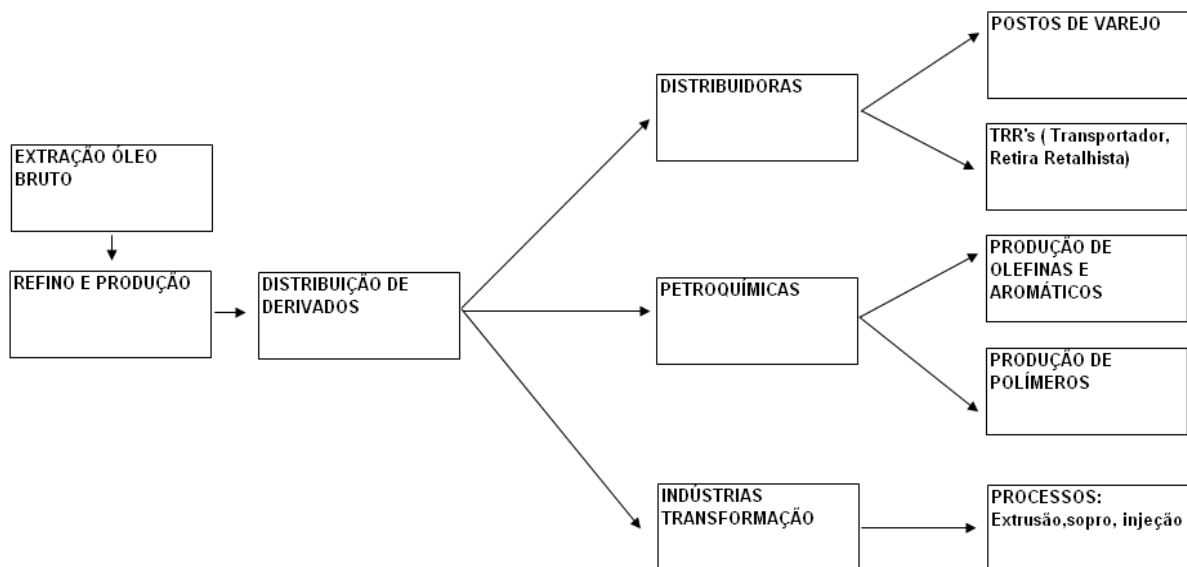 EXTRAÇÃO ÓLEO
BRUTO
REFINO E PRODUÇÃO
DISTRIBUIÇÃO DE
DERIVADOS
DISTRIBUIDORAS
POSTOS DE VAREJO
TRR's ( Transportador,
Retira Retalhista)
PETROQUÍMICAS
PRODUÇÃO DE
OLEFINAS E
AROMÁTICOS
PRODUÇÃO DE
POLÍMEROS
INDÚSTRIAS
TRANSFORMAÇÃO
PROCESSOS:
Extrusão,sopro, injeção